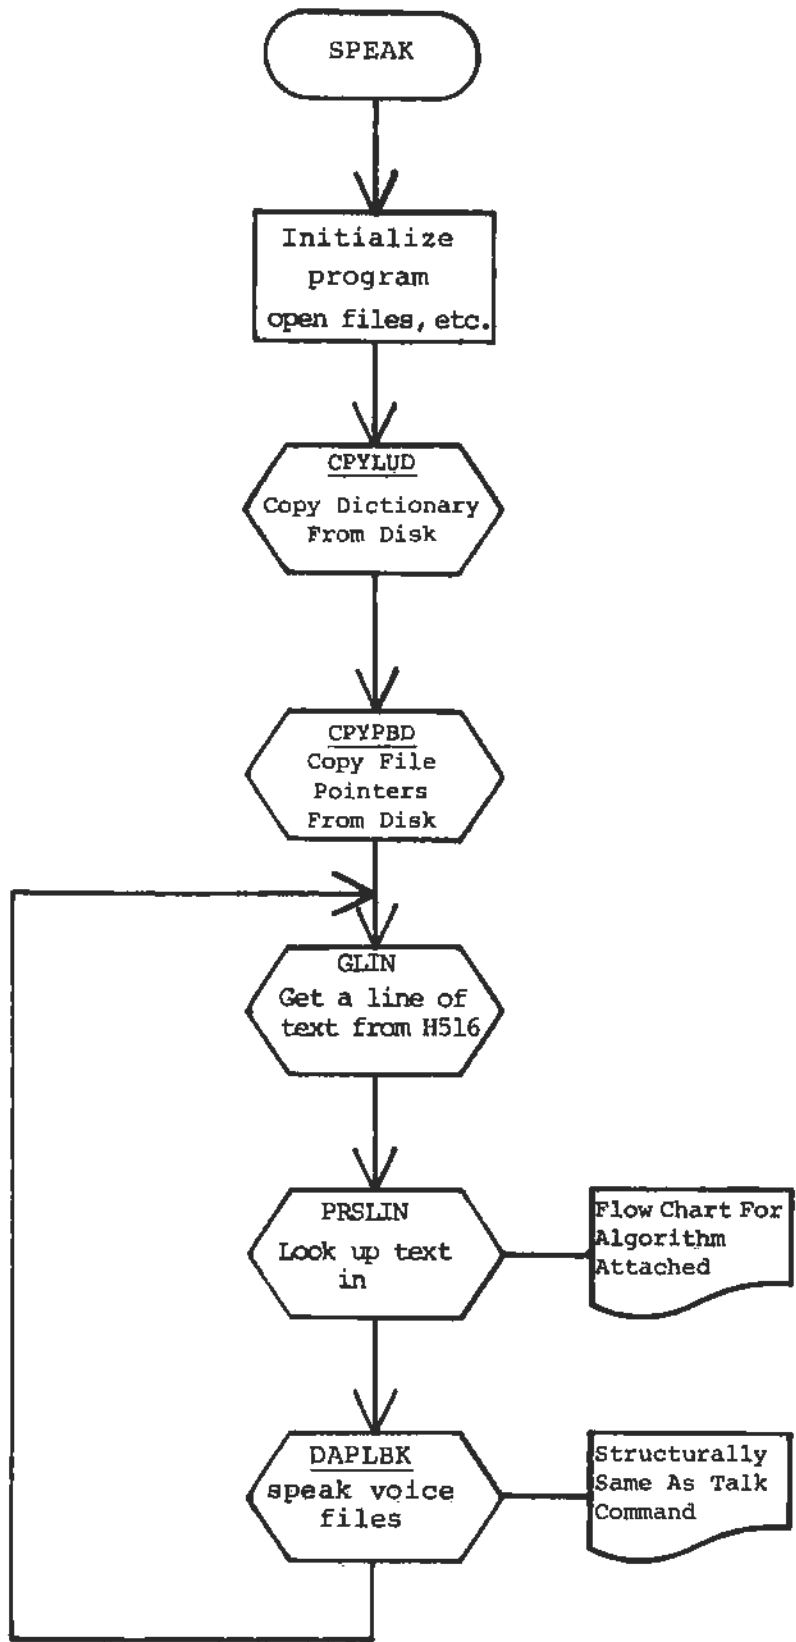 SPEAK
Initialize
program
open files, etc.
CPYLUD
Copy Dictionary
From Disk
CPYPBD
Copy File
Pointers
From Disk
GLIN
Get a line of
text from H516
PRSLIN
Look up text
in
Flow Chart For
Algorithm
Attached
DAPLBK
speak voice
files
Structurally
Same As Talk
Command